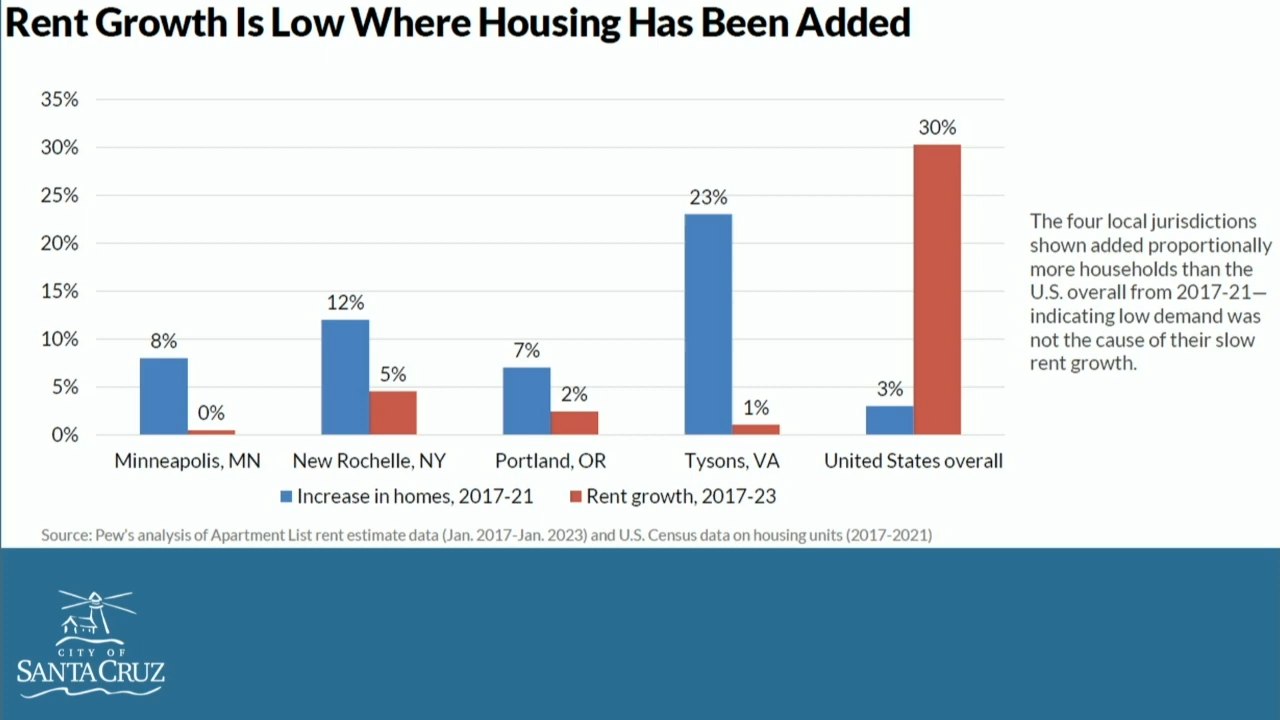 Rent Growth Is Low Where Housing Has Been Added
35%
30%
25%
20%
15%
10%
5%
0%
8%
0%
12%
5%
7%
2%
23%
1%
3%
30%
Minneapolis, MN
New Rochelle, NY
Portland, OR
Tysons, VA
United States overall
Increase in homes, 2017-21
Rent growth, 2017-23
The four local jurisdictions
shown added proportionally
more households than the
U.S. overall from 2017-21—
indicating low demand was
not the cause of their slow
rent growth.
Source: Pew's analysis of Apartment List rent estimate data (Jan. 2017-Jan. 2023) and U.S. Census data on housing units (2017-2021)
CITY OF
SANTA CRUZ